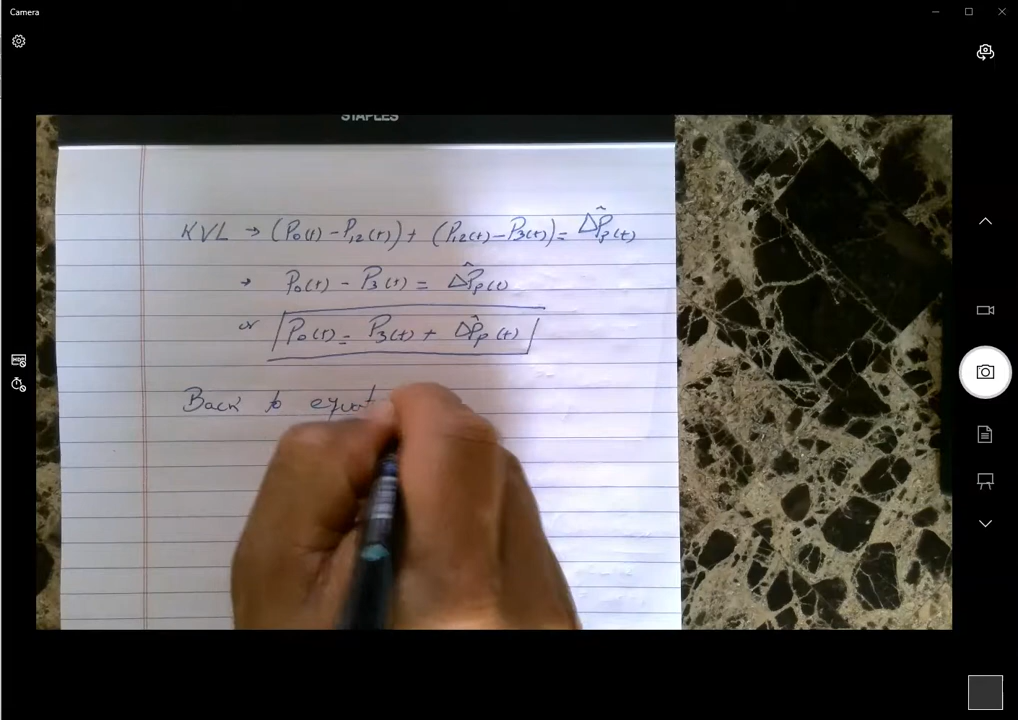 Camera
STAPLES
KVL → (P₀(t) - P₁₂(t)) + (P₁₂(t) - P₃(t)) = ΔP̂ₚ(t)
→ P₀(t) - P₃(t) = ΔP̂ₚ(t)
or P₀(t) = P₃(t) + ΔP̂ₚ(t)
Back to equat